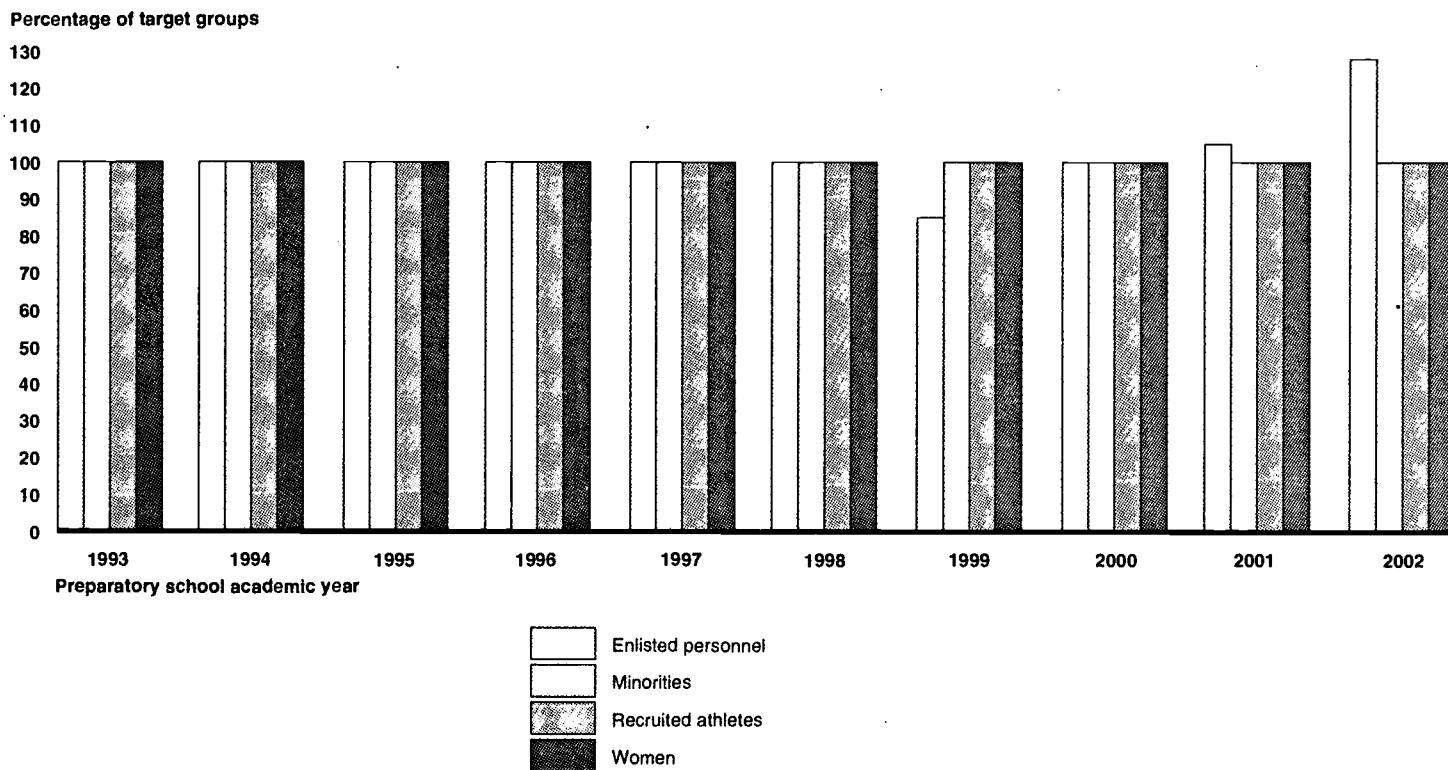 Percentage of target groups
130
120
110
100
90
80
70
60
50
40
30
20
10
0
1993 1994 1995 1996 1997 1998 1999 2000 2001 2002
Preparatory school academic year
Enlisted personnel
Minorities
Recruited athletes
Women